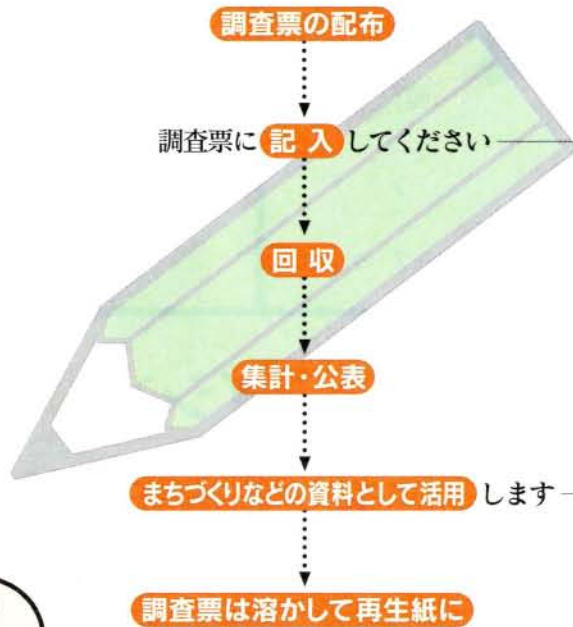 調査票の配布
調査票に 記入 してください
回収
集計・公表
まちづくりなどの資料として活用 します
調査票は溶かして再生紙に